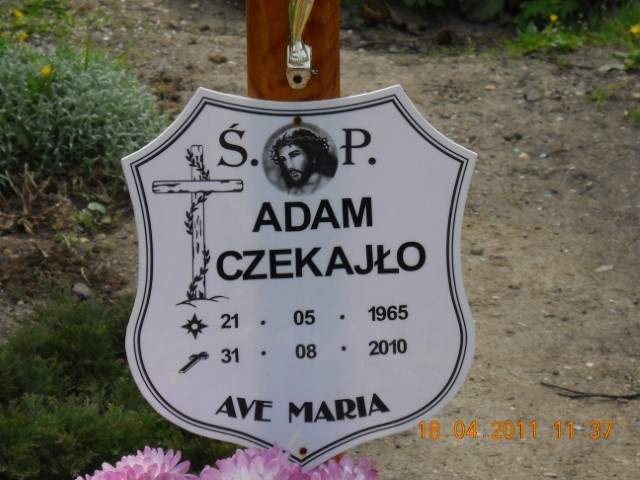 Ś. P.
ADAM
CZEKAJŁO
21 · 05 · 1965
31 · 08 · 2010
AVE MARIA
18 04 2011 11 37